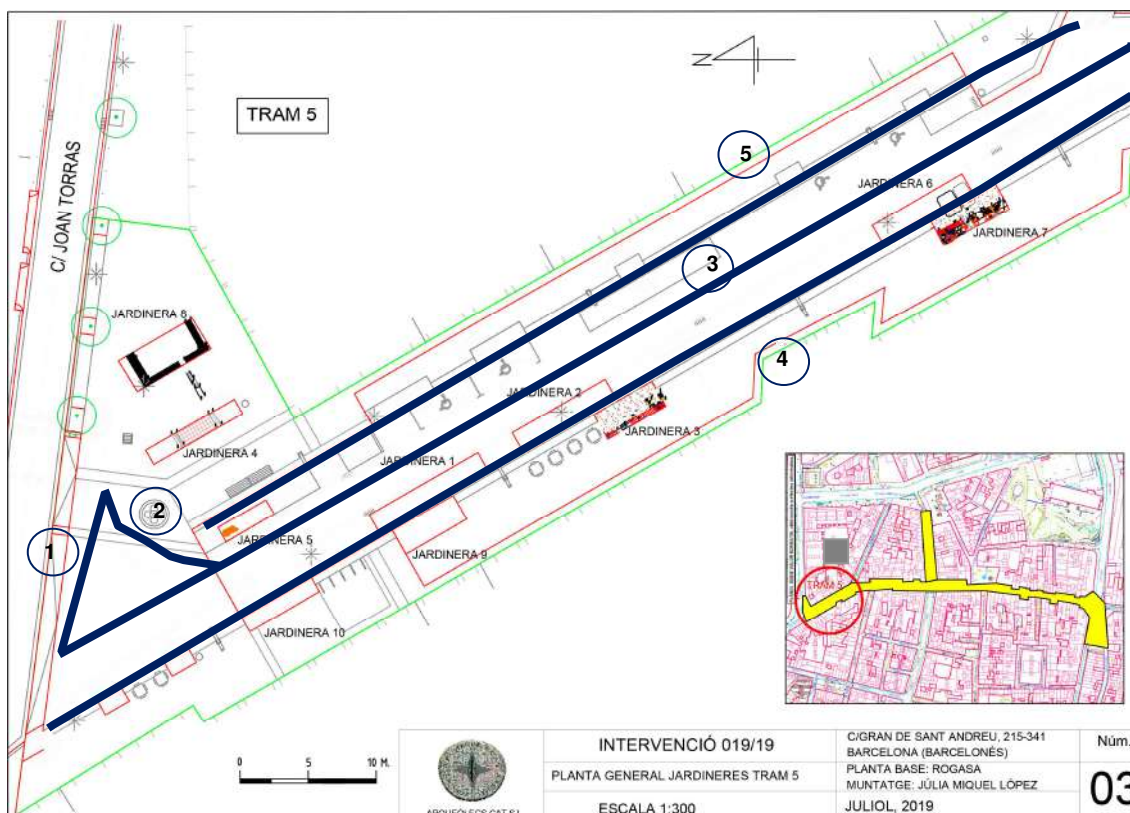 N
TRAM 5
C/ JOAN TORRAS
5
JARDINERA 6
JARDINERA 7
3
JARDINERA 8
4
JARDINERA 2
JARDINERA 3
JARDINERA 4
JARDINERA 1
2
1
JARDINERA 5
JARDINERA 9
JARDINERA 10
TRAM 5
0
5
10 M.
INTERVENCIÓ 019/19
PLANTA GENERAL JARDINERES TRAM 5
ESCALA 1:300
C/GRAN DE SANT ANDREU, 215-341
BARCELONA (BARCELONÈS)
PLANTA BASE: ROGASA
MUNTATGE: JÚLIA MIQUEL LÓPEZ
JULIOL, 2019
Núm.
03